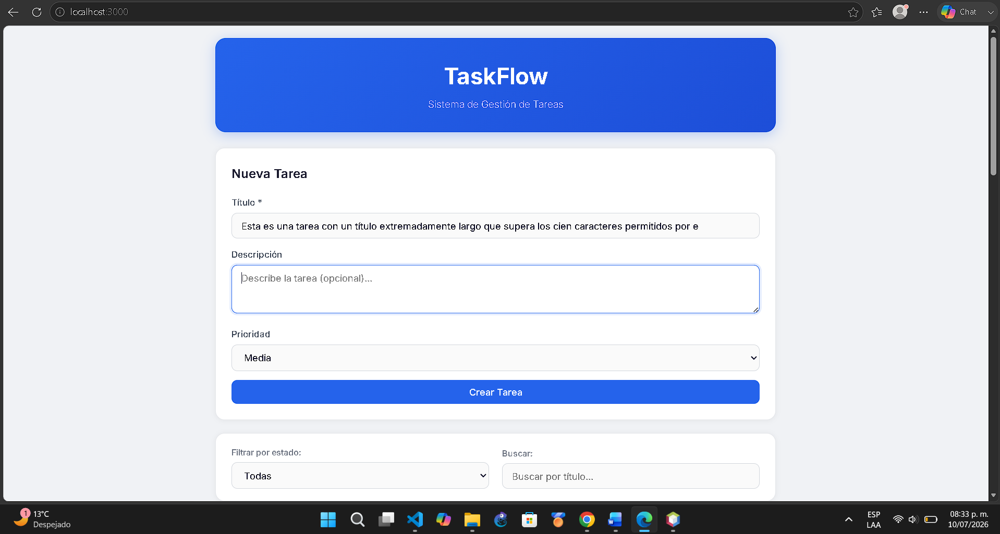 localhost:3000
Chat
TaskFlow
Sistema de Gestión de Tareas
Nueva Tarea
Título *
Esta es una tarea con un título extremadamente largo que supera los cien caracteres permitidos por e
Descripción
Describe la tarea (opcional)...
Prioridad
Media
Crear Tarea
Filtrar por estado:
Buscar:
Todas
Buscar por título...
1
13°C
Despejado
W
ESP
LAA
08:33 p. m.
10/07/2026